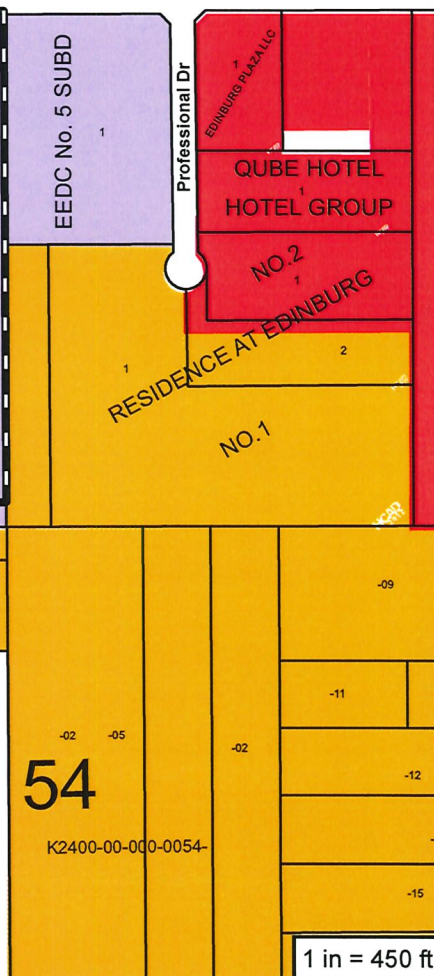 EEDC No. 5 SUBD
1
Professional Dr
EDINBURG PLAZA LLC
1
QUBE HOTEL
1
HOTEL GROUP
NO.2
1
RESIDENCE AT EDINBURG
1
2
NO.1
-09
-11
-02
-05
-02
-12
54
K2400-00-000-0054-
-15
1 in = 450 ft